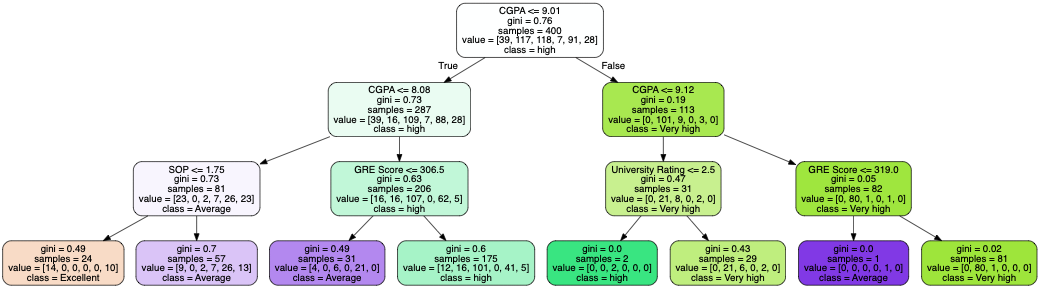 CGPA <= 9.01
gini = 0.76
samples = 400
value = [39, 117, 118, 7, 91, 28]
class = high
True
False
CGPA <= 8.08
gini = 0.73
samples = 287
value = [39, 16, 109, 7, 88, 28]
class = high
CGPA <= 9.12
gini = 0.19
samples = 113
value = [0, 101, 9, 0, 3, 0]
class = Very high
SOP <= 1.75
gini = 0.73
samples = 81
value = [23, 0, 2, 7, 26, 23]
class = Average
GRE Score <= 306.5
gini = 0.63
samples = 206
value = [16, 16, 107, 0, 62, 5]
class = high
University Rating <= 2.5
gini = 0.47
samples = 31
value = [0, 21, 8, 0, 2, 0]
class = Very high
GRE Score <= 319.0
gini = 0.05
samples = 82
value = [0, 80, 1, 0, 1, 0]
class = Very high
gini = 0.49
samples = 24
value = [14, 0, 0, 0, 0, 10]
class = Excellent
gini = 0.7
samples = 57
value = [9, 0, 2, 7, 26, 13]
class = Average
gini = 0.49
samples = 31
value = [4, 0, 6, 0, 21, 0]
class = Average
gini = 0.6
samples = 175
value = [12, 16, 101, 0, 41, 5]
class = high
gini = 0.0
samples = 2
value = [0, 0, 2, 0, 0, 0]
class = high
gini = 0.43
samples = 29
value = [0, 21, 6, 0, 2, 0]
class = Very high
gini = 0.0
samples = 1
value = [0, 0, 0, 0, 1, 0]
class = Average
gini = 0.02
samples = 81
value = [0, 80, 1, 0, 0, 0]
class = Very high